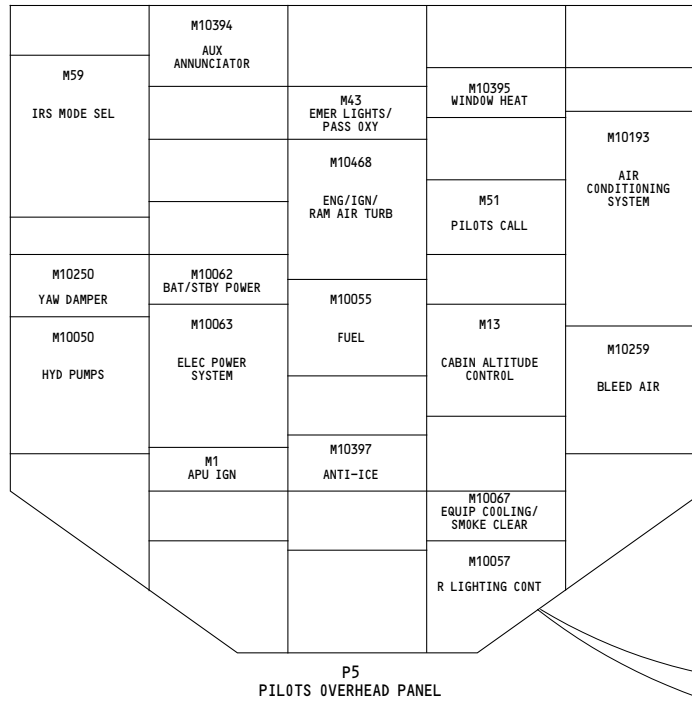 M59
IRS MODE SEL
M10250
YAW DAMPER
M10050
HYD PUMPS
M10394
AUX
ANNUNCIATOR
M10062
BAT/STBY POWER
M10063
ELEC POWER
SYSTEM
M1
APU IGN
M43
EMER LIGHTS/
PASS OXY
M10468
ENG/IGN/
RAM AIR TURB
M10055
FUEL
M10397
ANTI-ICE
M10395
WINDOW HEAT
M51
PILOTS CALL
M13
CABIN ALTITUDE
CONTROL
M10067
EQUIP COOLING/
SMOKE CLEAR
M10057
R LIGHTING CONT
M10193
AIR
CONDITIONING
SYSTEM
M10259
BLEED AIR
P5
PILOTS OVERHEAD PANEL